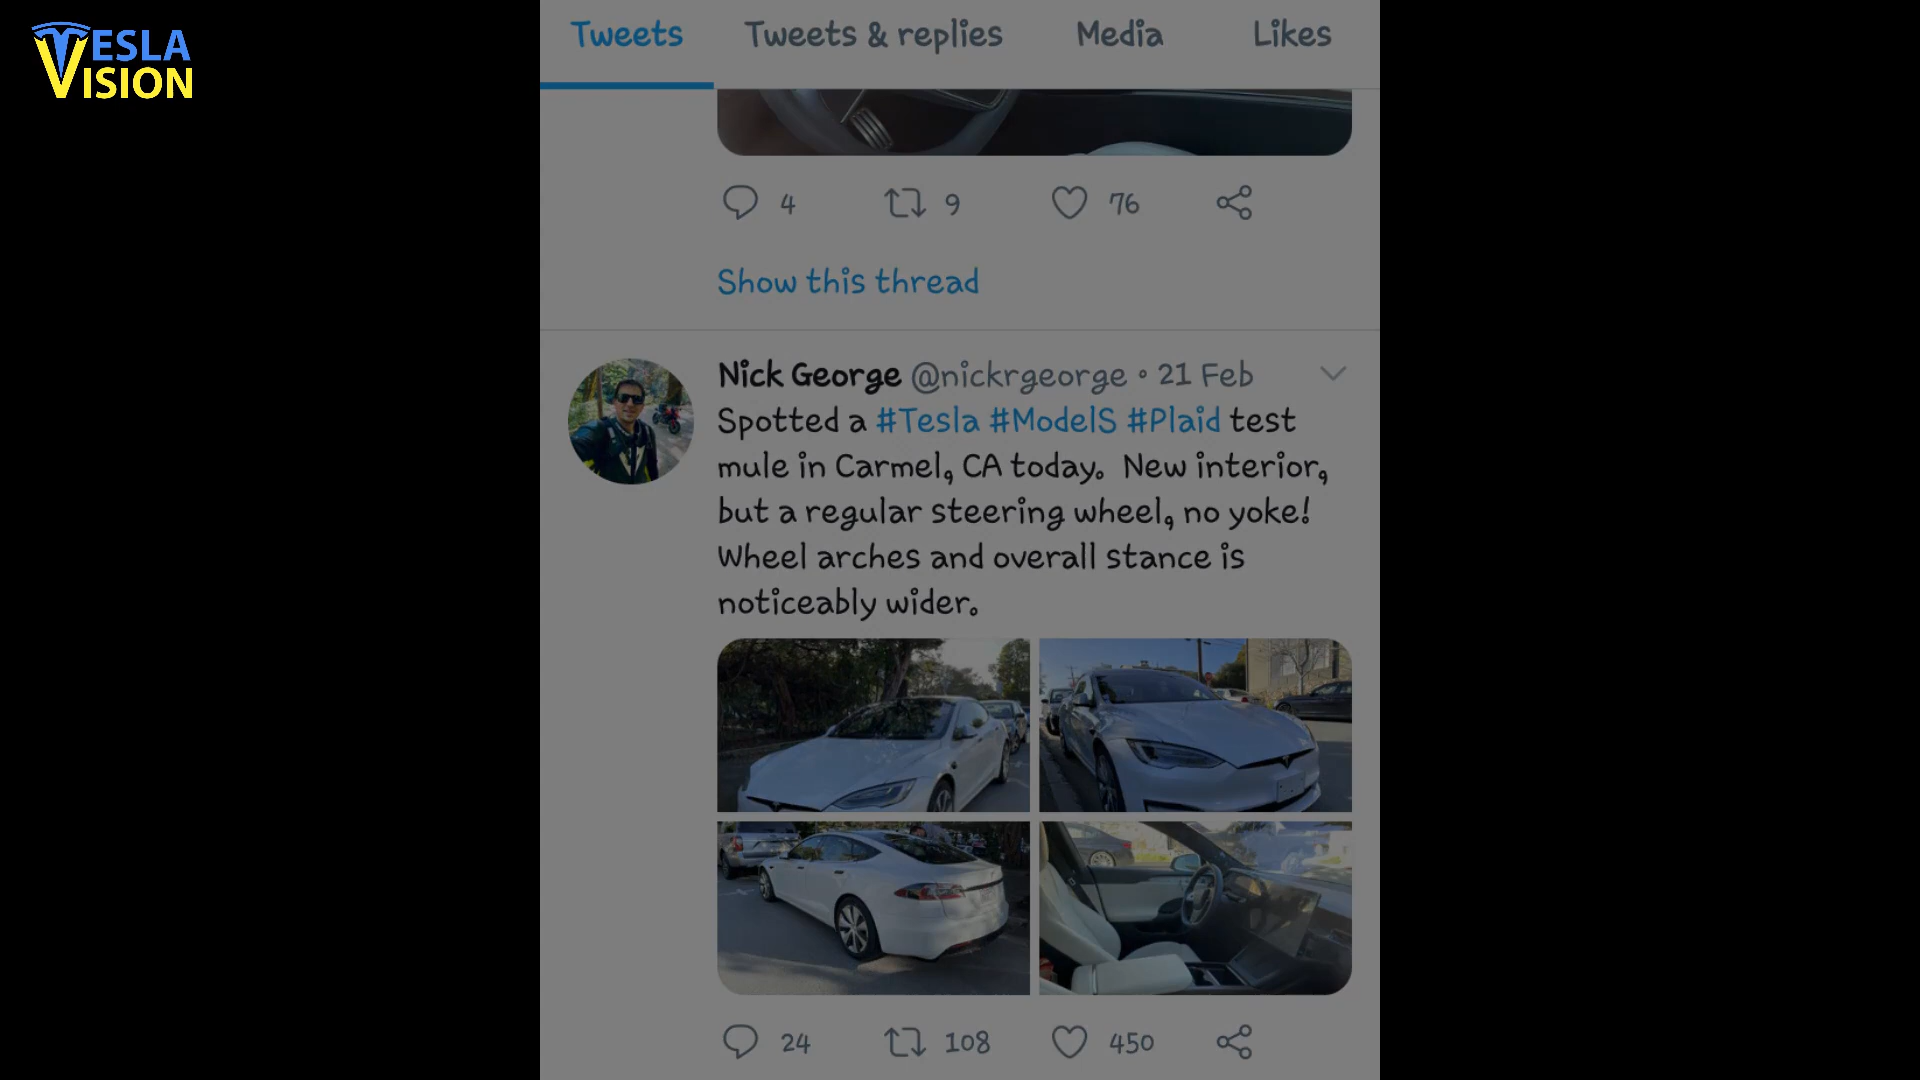 TESLA
VISION
Tweets Tweets & replies Media Likes
4 9 76
Show this thread
Nick George @nickrgeorge • 21 Feb
Spotted a #Tesla #ModelS #Plaid test
mule in Carmel, CA today. New interior,
but a regular steering wheel, no yoke!
Wheel arches and overall stance is
noticeably wider.
24 108 450